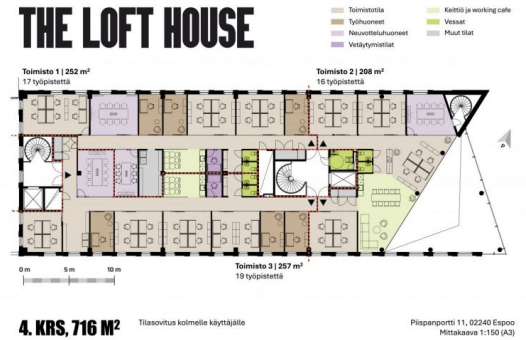 THE LOFT HOUSE
Toimistotila
Työhuoneet
Neuvotteluhuoneet
Vetäytymistilat
Keittiö ja working cafe
Vessat
Muut tilat
Toimisto 1 | 252 m²
17 työpistettä
Toimisto 2 | 208 m²
16 työpistettä
Toimisto 3 | 257 m²
19 työpistettä
0 m 5 m 10 m
4. KRS, 716 M²
Tilasovitus kolmelle käyttäjälle
Piispanportti 11, 02240 Espoo
Mittakaava 1:150 (A3)